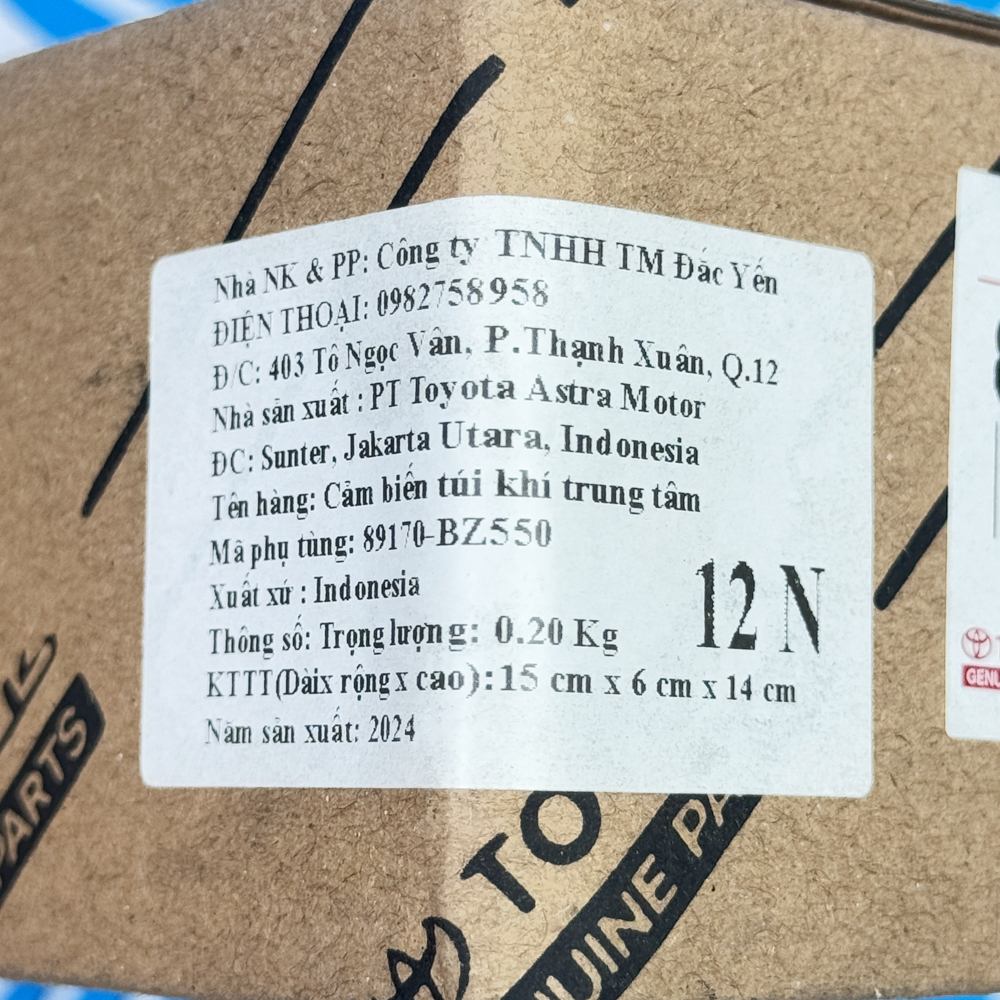 Nhà NK & PP: Công ty TNHH TM Đắc Yến
ĐIỆN THOẠI: 0982758958
Đ/C: 403 Tô Ngọc Vân, P.Thạnh Xuân, Q.12
Nhà sản xuất : PT Toyota Astra Motor
ĐC: Sunter, Jakarta Utara, Indonesia
Tên hàng: Cảm biến túi khí trung tâm
Mã phụ tùng: 89170-BZ550
Xuất xứ : Indonesia
12 N
Thông số: Trọng lượng: 0.20 Kg
KTTT(Dàix rộng x cao):15 cm x 6 cm x 14 cm
Năm sản xuất: 2024
PARTS
TO
NUINE PA
GENU